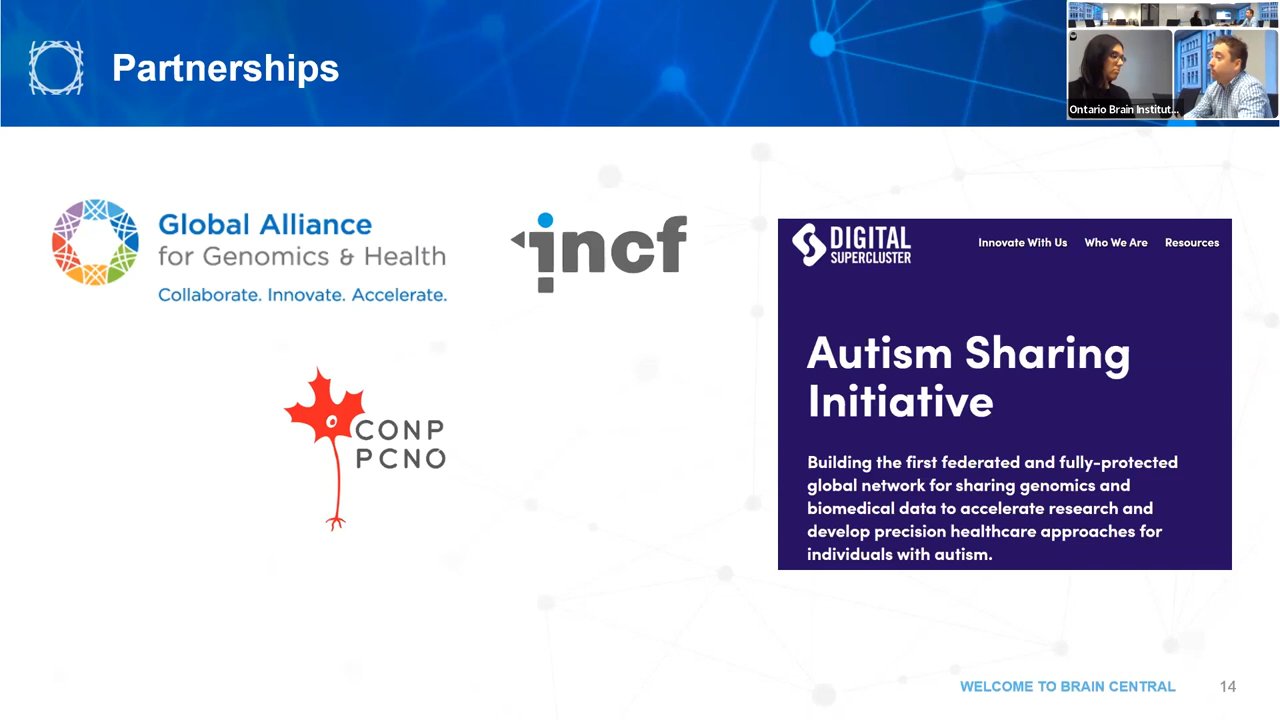 Partnerships
Ontario Brain Institut...
Global Alliance
for Genomics & Health
Collaborate. Innovate. Accelerate.
incf
CONP
PCNO
DIGITAL
SUPERCLUSTER
Innovate With Us Who We Are Resources
Autism Sharing
Initiative
Building the first federated and fully-protected
global network for sharing genomics and
biomedical data to accelerate research and
develop precision healthcare approaches for
individuals with autism.
WELCOME TO BRAIN CENTRAL 14